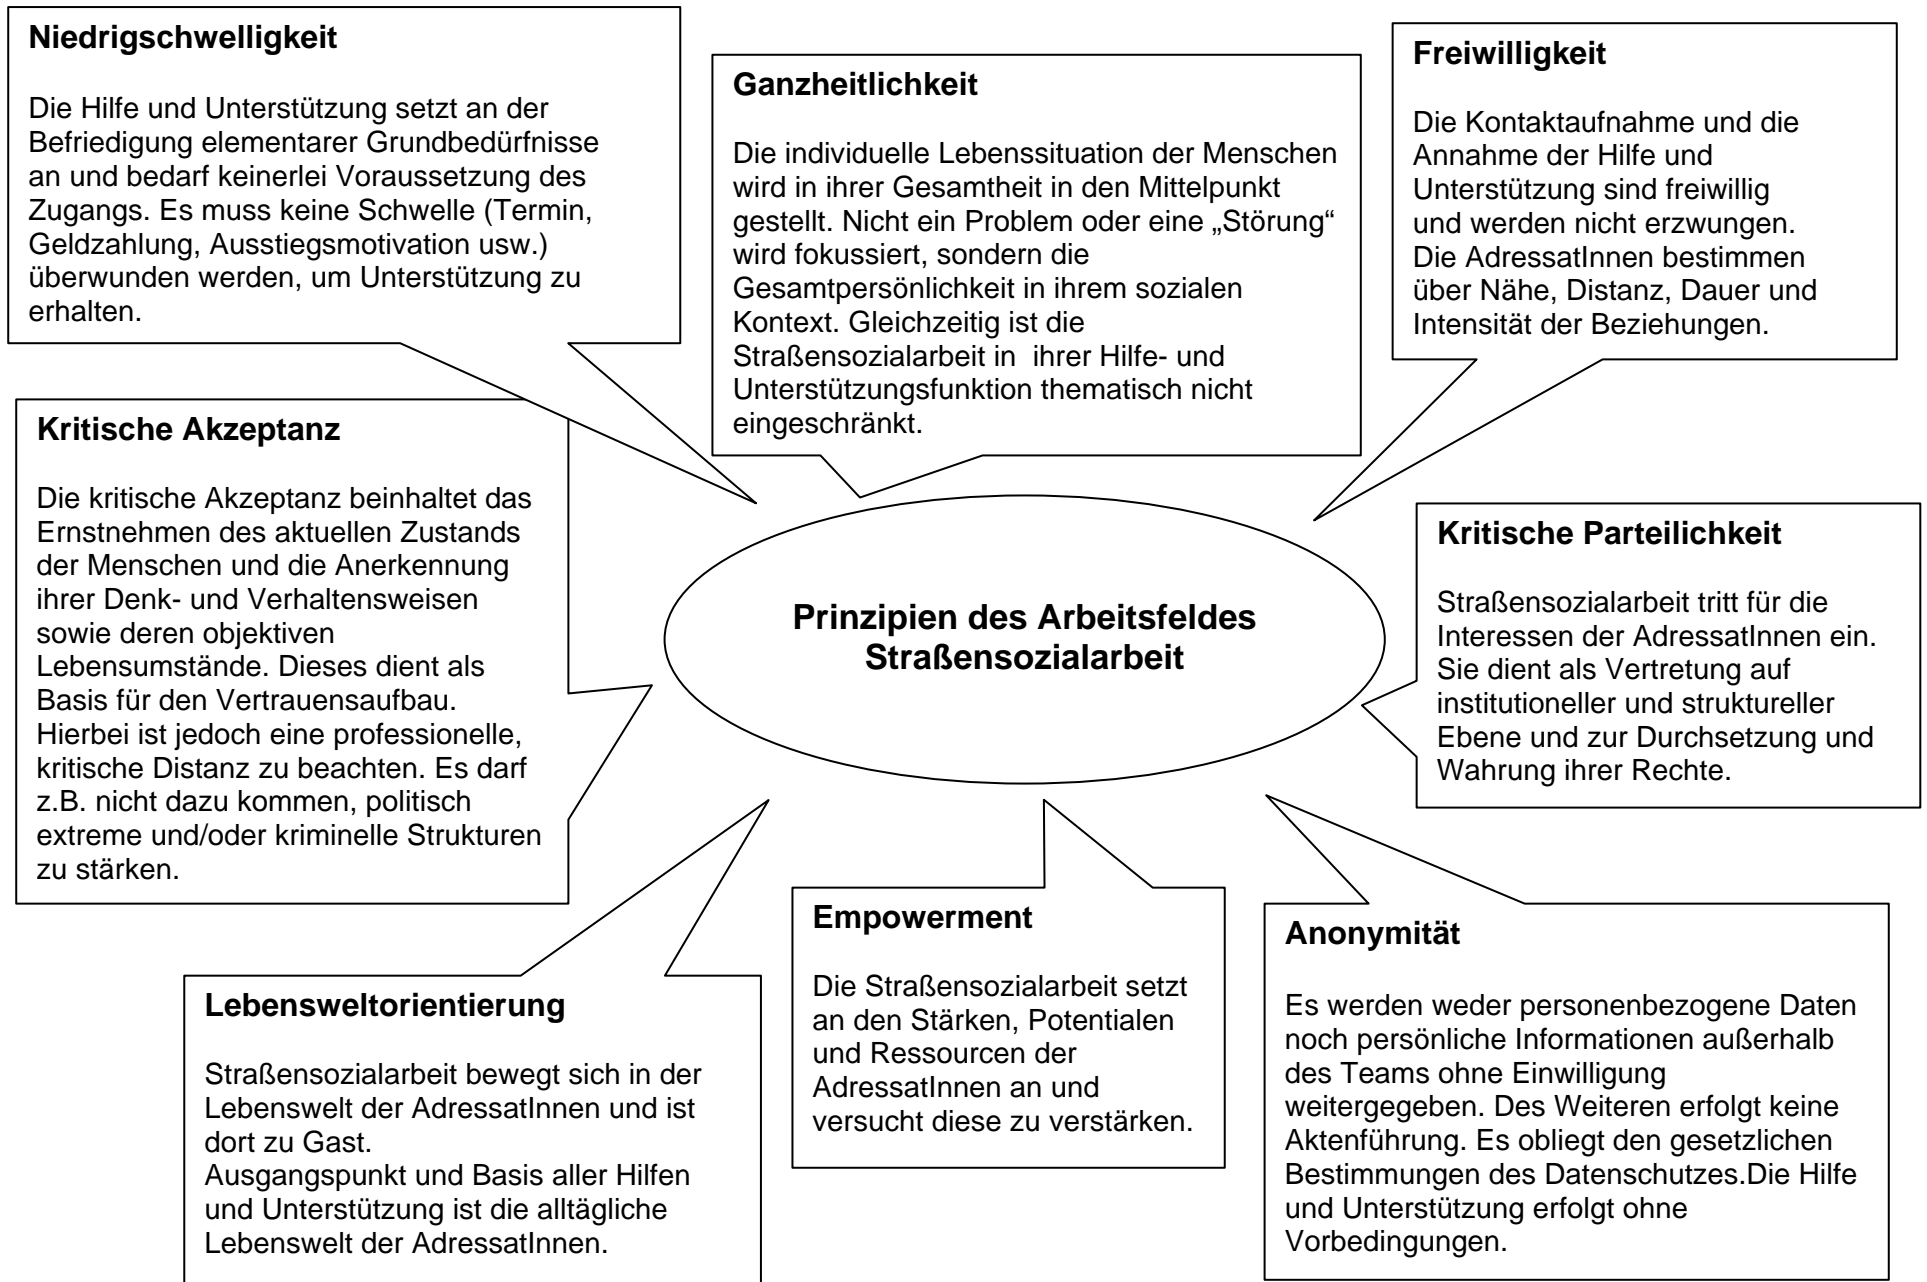 Niedrigschwelligkeit
Die Hilfe und Unterstützung setzt an der
Befriedigung elementarer Grundbedürfnisse
an und bedarf keinerlei Voraussetzung des
Zugangs. Es muss keine Schwelle (Termin,
Geldzahlung, Ausstiegsmotivation usw.)
überwunden werden, um Unterstützung zu
erhalten.
Ganzheitlichkeit
Die individuelle Lebenssituation der Menschen
wird in ihrer Gesamtheit in den Mittelpunkt
gestellt. Nicht ein Problem oder eine „Störung“
wird fokussiert, sondern die
Gesamtpersönlichkeit in ihrem sozialen
Kontext. Gleichzeitig ist die
Straßensozialarbeit in  ihrer Hilfe- und
Unterstützungsfunktion thematisch nicht
eingeschränkt.
Freiwilligkeit
Die Kontaktaufnahme und die
Annahme der Hilfe und
Unterstützung sind freiwillig
und werden nicht erzwungen.
Die AdressatInnen bestimmen
über Nähe, Distanz, Dauer und
Intensität der Beziehungen.
Kritische Akzeptanz
Die kritische Akzeptanz beinhaltet das
Ernstnehmen des aktuellen Zustands
der Menschen und die Anerkennung
ihrer Denk- und Verhaltensweisen
sowie deren objektiven
Lebensumstände. Dieses dient als
Basis für den Vertrauensaufbau.
Hierbei ist jedoch eine professionelle,
kritische Distanz zu beachten. Es darf
z.B. nicht dazu kommen, politisch
extreme und/oder kriminelle Strukturen
zu stärken.
Prinzipien des Arbeitsfeldes
Straßensozialarbeit
Kritische Parteilichkeit
Straßensozialarbeit tritt für die
Interessen der AdressatInnen ein.
Sie dient als Vertretung auf
institutioneller und struktureller
Ebene und zur Durchsetzung und
Wahrung ihrer Rechte.
Lebensweltorientierung
Straßensozialarbeit bewegt sich in der
Lebenswelt der AdressatInnen und ist
dort zu Gast.
Ausgangspunkt und Basis aller Hilfen
und Unterstützung ist die alltägliche
Lebenswelt der AdressatInnen.
Empowerment
Die Straßensozialarbeit setzt
an den Stärken, Potentialen
und Ressourcen der
AdressatInnen an und
versucht diese zu verstärken.
Anonymität
Es werden weder personenbezogene Daten
noch persönliche Informationen außerhalb
des Teams ohne Einwilligung
weitergegeben. Des Weiteren erfolgt keine
Aktenführung. Es obliegt den gesetzlichen
Bestimmungen des Datenschutzes.Die Hilfe
und Unterstützung erfolgt ohne
Vorbedingungen.